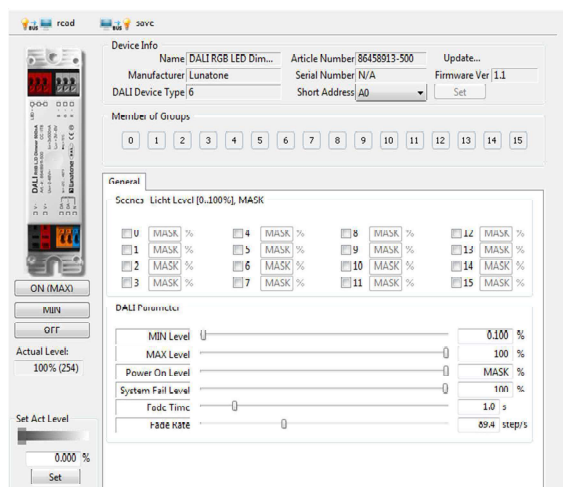 read save
Device Info
Name DALI RGB LED Dim... Article Number 86458913-500 Update...
Manufacturer Lunatone Serial Number N/A Firmware Ver 1.1
DALI Device Type 6 Short Address A0 Set
Member of Groups
0 1 2 3 4 5 6 7 8 9 10 11 12 13 14 15
General
Scenes Light Level [0..100%], MASK
0 MASK % 4 MASK % 8 MASK % 12 MASK %
1 MASK % 5 MASK % 9 MASK % 13 MASK %
2 MASK % 6 MASK % 10 MASK % 14 MASK %
3 MASK % 7 MASK % 11 MASK % 15 MASK %
ON (MAX)
MIN
OFF
Actual Level:
100% (254)
DALI Parameter
MIN Level 0.100 %
MAX Level 100 %
Power On Level MASK %
System Fail Level 100 %
Fade Time 1.0 s
Fade Rate 89.4 step/s
Set Act Level
0.000 %
Set
BUS
BUS
DALI
Lunatone